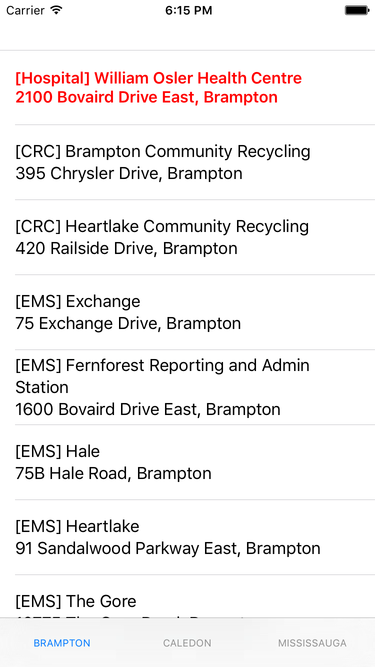 Carrier 6:15 PM
[Hospital] William Osler Health Centre
2100 Bovaird Drive East, Brampton
[CRC] Brampton Community Recycling
395 Chrysler Drive, Brampton
[CRC] Heartlake Community Recycling
420 Railside Drive, Brampton
[EMS] Exchange
75 Exchange Drive, Brampton
[EMS] Fernforest Reporting and Admin
Station
1600 Bovaird Drive East, Brampton
[EMS] Hale
75B Hale Road, Brampton
[EMS] Heartlake
91 Sandalwood Parkway East, Brampton
[EMS] The Gore
BRAMPTON CALEDON MISSISSAUGA